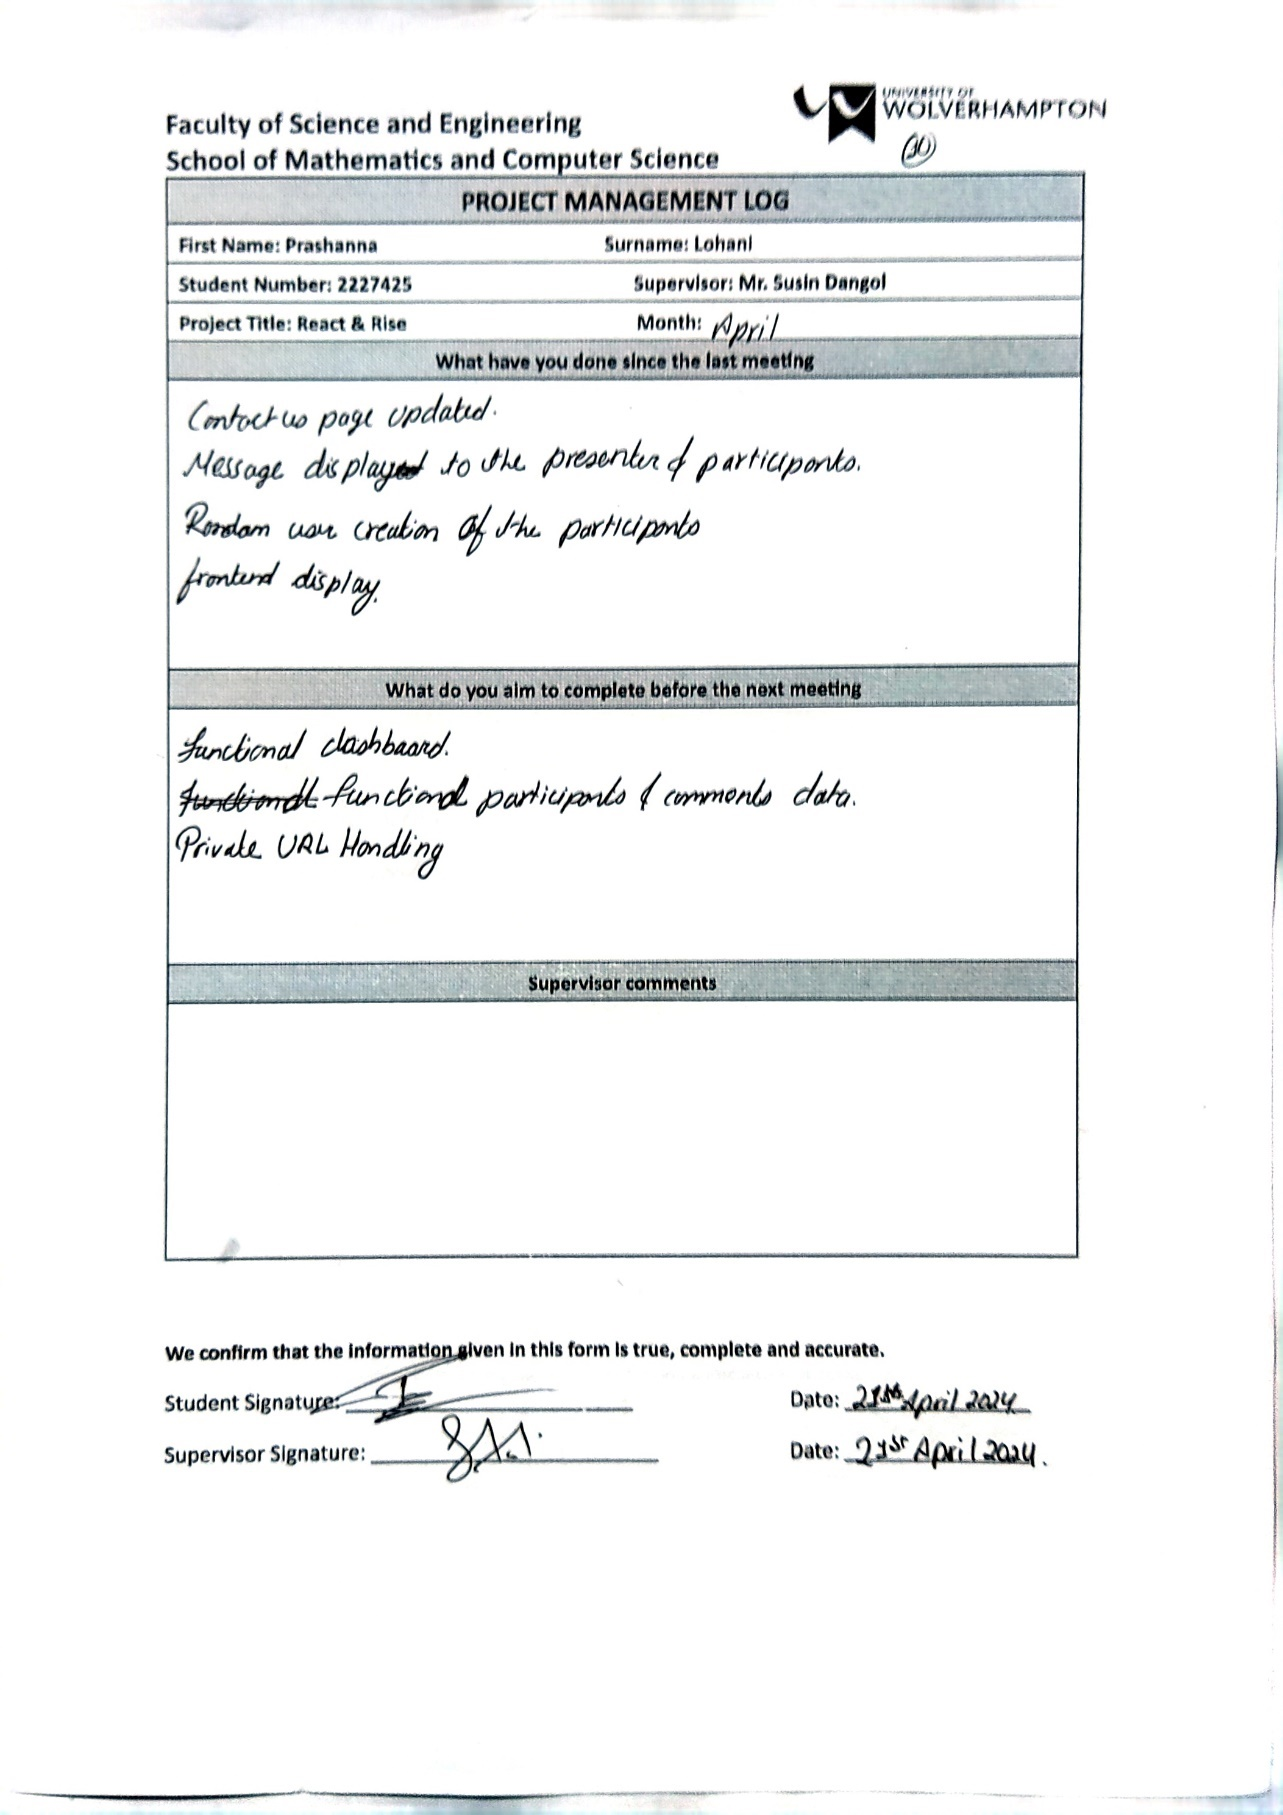 UNIVERSITY OF
WOLVERHAMPTON
Faculty of Science and Engineering
School of Mathematics and Computer Science
PROJECT MANAGEMENT LOG
First Name: Prashanna Surname: Lohani
Student Number: 2227425 Supervisor: Mr. Susin Dangol
Project Title: React & Rise Month: April
What have you done since the last meeting
Contact us page updated.
Message displayed to the presenter & participants.
Random user creation of the participants
frontend display.
What do you aim to complete before the next meeting
functional dashboard.
functional functional participants & comments data.
Private URL Handling
Supervisor comments
We confirm that the information given in this form is true, complete and accurate.
Student Signature: Date: April 2024
Supervisor Signature: Date: 21st April 2024.